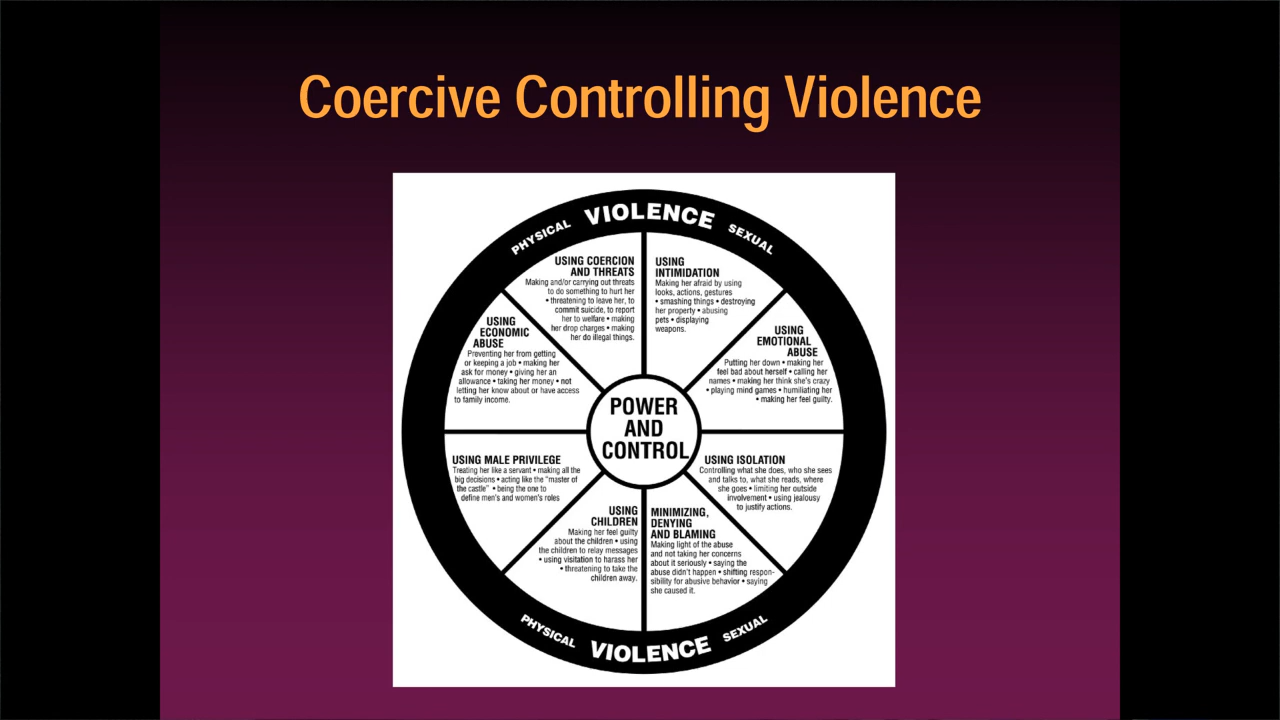 Coercive Controlling Violence
PHYSICAL VIOLENCE SEXUAL
USING COERCION
AND THREATS
Making and/or carrying out threats
to do something to hurt her
• threatening to leave her, to
commit suicide, to report
her to welfare • making
her drop charges • making
her do illegal things.
USING
INTIMIDATION
Making her afraid by using
looks, actions, gestures
• smashing things • destroying
her property • abusing
pets • displaying
weapons.
USING
EMOTIONAL
ABUSE
Putting her down • making her
feel bad about herself • calling her
names • making her think she's crazy
• playing mind games • humiliating her
• making her feel guilty.
USING ISOLATION
Controlling what she does, who she sees
and talks to, what she reads, where
she goes • limiting her outside
involvement • using jealousy
to justify actions.
MINIMIZING,
DENYING
AND BLAMING
Making light of the abuse
and not taking her concerns
about it seriously • saying the
abuse didn't happen • shifting respon-
sibility for abusive behavior • saying
she caused it.
USING
CHILDREN
Making her feel guilty
about the children • using
the children to relay messages
• using visitation to harass her
• threatening to take the
children away.
USING MALE PRIVILEGE
Treating her like a servant • making all the
big decisions • acting like the "master of
the castle" • being the one to
define men's and women's roles
USING
ECONOMIC
ABUSE
Preventing her from getting
or keeping a job • making her
ask for money • giving her an
allowance • taking her money • not
letting her know about or have access
to family income.
POWER
AND
CONTROL
PHYSICAL VIOLENCE SEXUAL